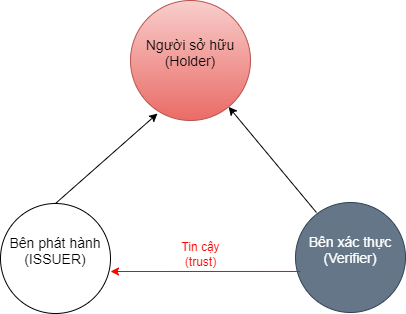 Người sở hữu
(Holder)
Bên phát hành
(ISSUER)
Tin cậy
(trust)
Bên xác thực
(Verifier)